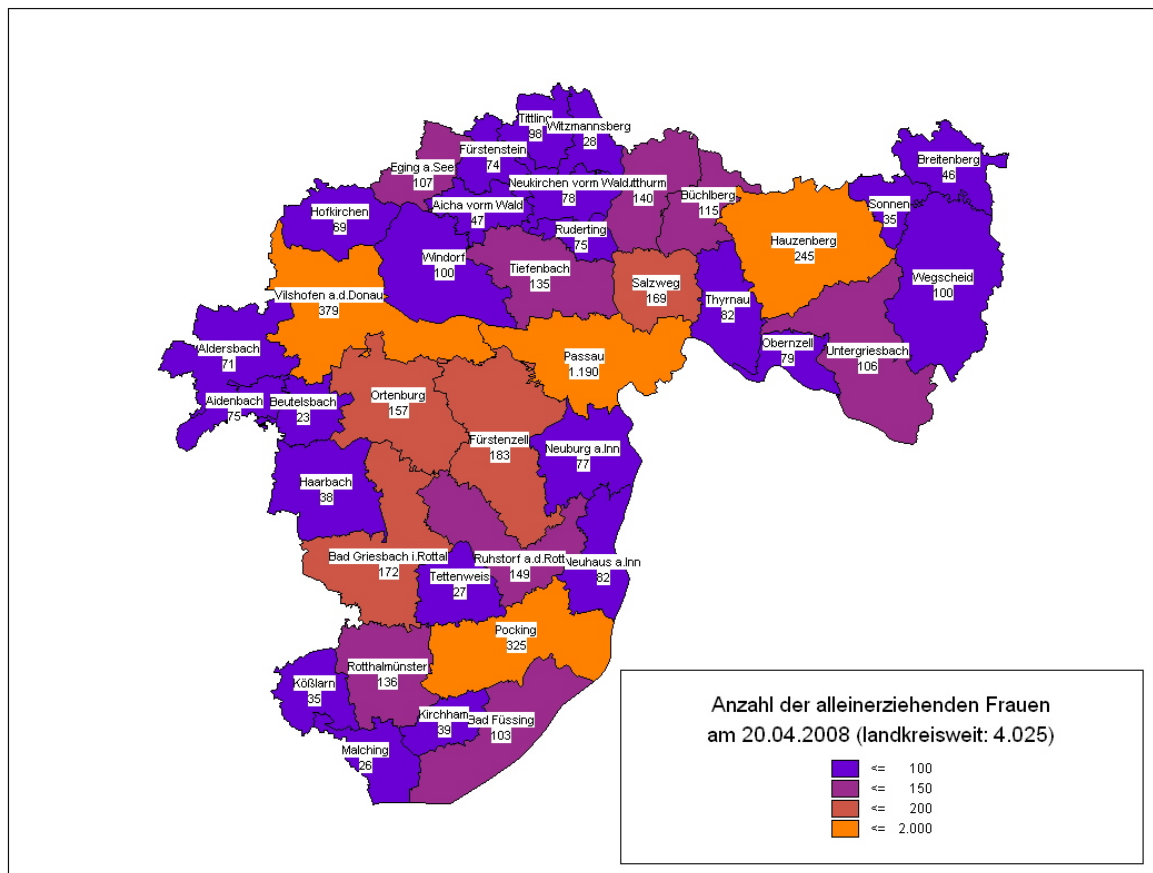 Tittling
98
Witzmannsberg
28
Fürstenstein
74
Eging a.See
107
Neukirchen vorm Wald
78
utthurm
140
Büchlberg
115
Breitenberg
46
Aicha vorm Wald
47
Sonnen
35
Hofkirchen
69
Ruderting
75
Hauzenberg
245
Windorf
100
Tiefenbach
135
Salzweg
169
Wegscheid
100
Vilshofen a.d.Donau
379
Thyrnau
82
Aldersbach
71
Obernzell
79
Untergriesbach
106
Passau
1.190
Aidenbach
75
Beutelsbach
23
Ortenburg
157
Fürstenzell
183
Neuburg a.Inn
77
Haarbach
38
Bad Griesbach i.Rottal
172
Ruhstorf a.d.Rott
149
Neuhaus a.Inn
82
Tettenweis
27
Pocking
325
Rotthalmünster
136
Kößlarn
35
Kirchham
39
Bad Füssing
103
Malching
26
Anzahl der alleinerziehenden Frauen
am 20.04.2008 (landkreisweit: 4.025)
<= 100
<= 150
<= 200
<= 2.000